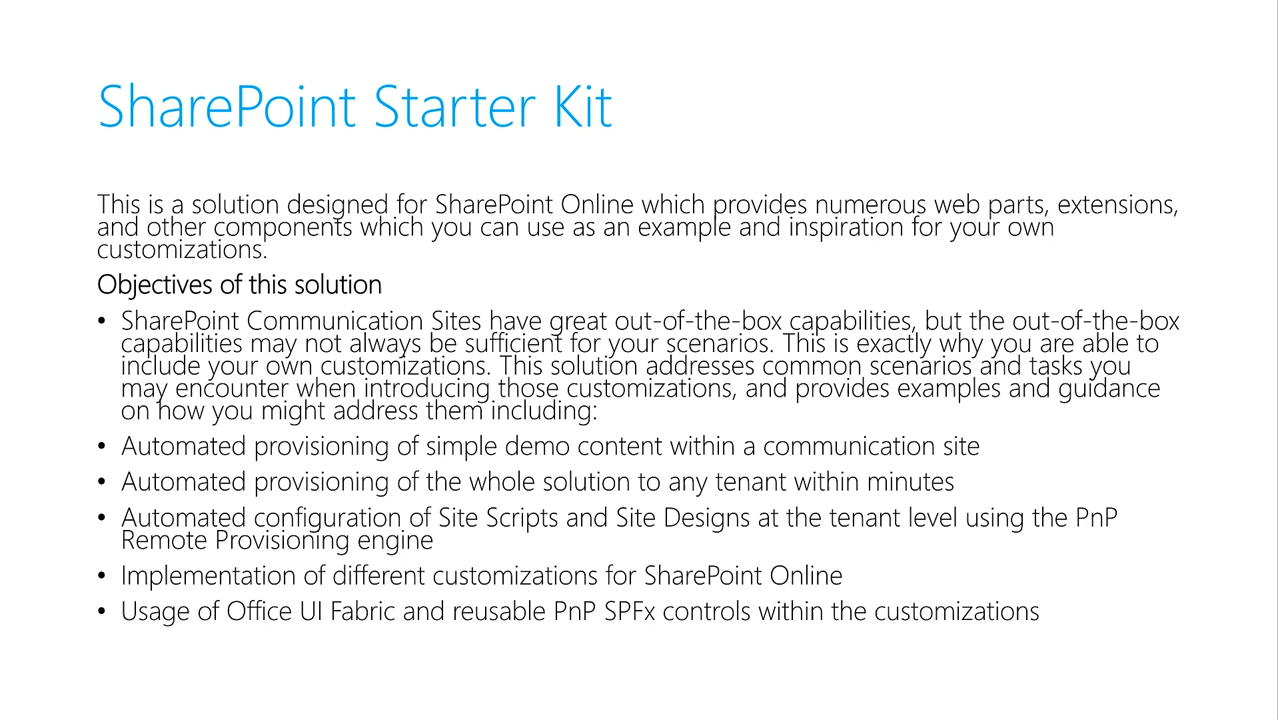 SharePoint Starter Kit
This is a solution designed for SharePoint Online which provides numerous web parts, extensions,
and other components which you can use as an example and inspiration for your own
customizations.
Objectives of this solution
• SharePoint Communication Sites have great out-of-the-box capabilities, but the out-of-the-box
capabilities may not always be sufficient for your scenarios. This is exactly why you are able to
include your own customizations. This solution addresses common scenarios and tasks you
may encounter when introducing those customizations, and provides examples and guidance
on how you might address them including:
• Automated provisioning of simple demo content within a communication site
• Automated provisioning of the whole solution to any tenant within minutes
• Automated configuration of Site Scripts and Site Designs at the tenant level using the PnP
Remote Provisioning engine
• Implementation of different customizations for SharePoint Online
• Usage of Office UI Fabric and reusable PnP SPFx controls within the customizations